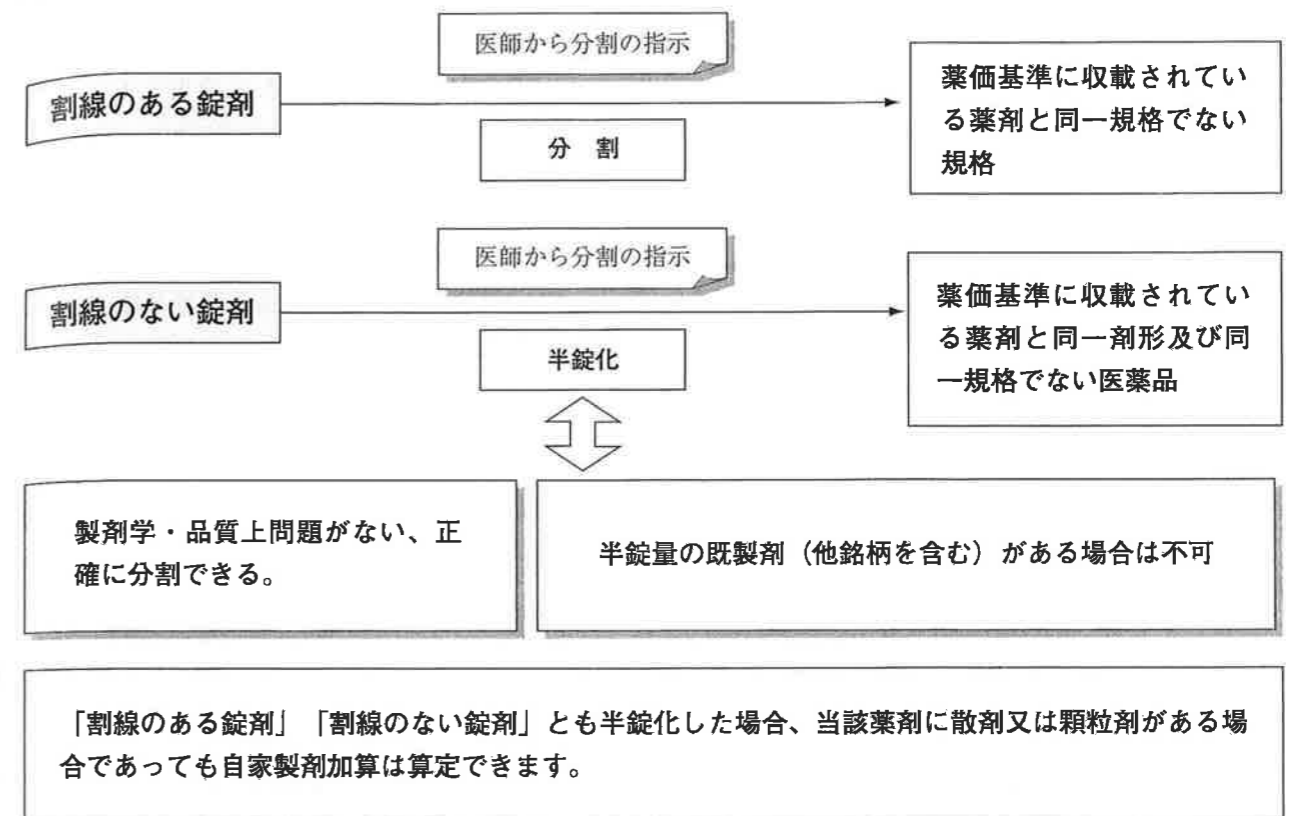 医師から分割の指示
割線のある錠剤
分 割
薬価基準に収載されてい
る薬剤と同一規格でない
規格
医師から分割の指示
割線のない錠剤
半錠化
薬価基準に収載されてい
る薬剤と同一剤形及び同
一規格でない医薬品
製剤学・品質上問題がない、正
確に分割できる。
半錠量の既製剤（他銘柄を含む）がある場合は不可
「割線のある錠剤」「割線のない錠剤」とも半錠化した場合、当該薬剤に散剤又は顆粒剤がある場
合であっても自家製剤加算は算定できます。